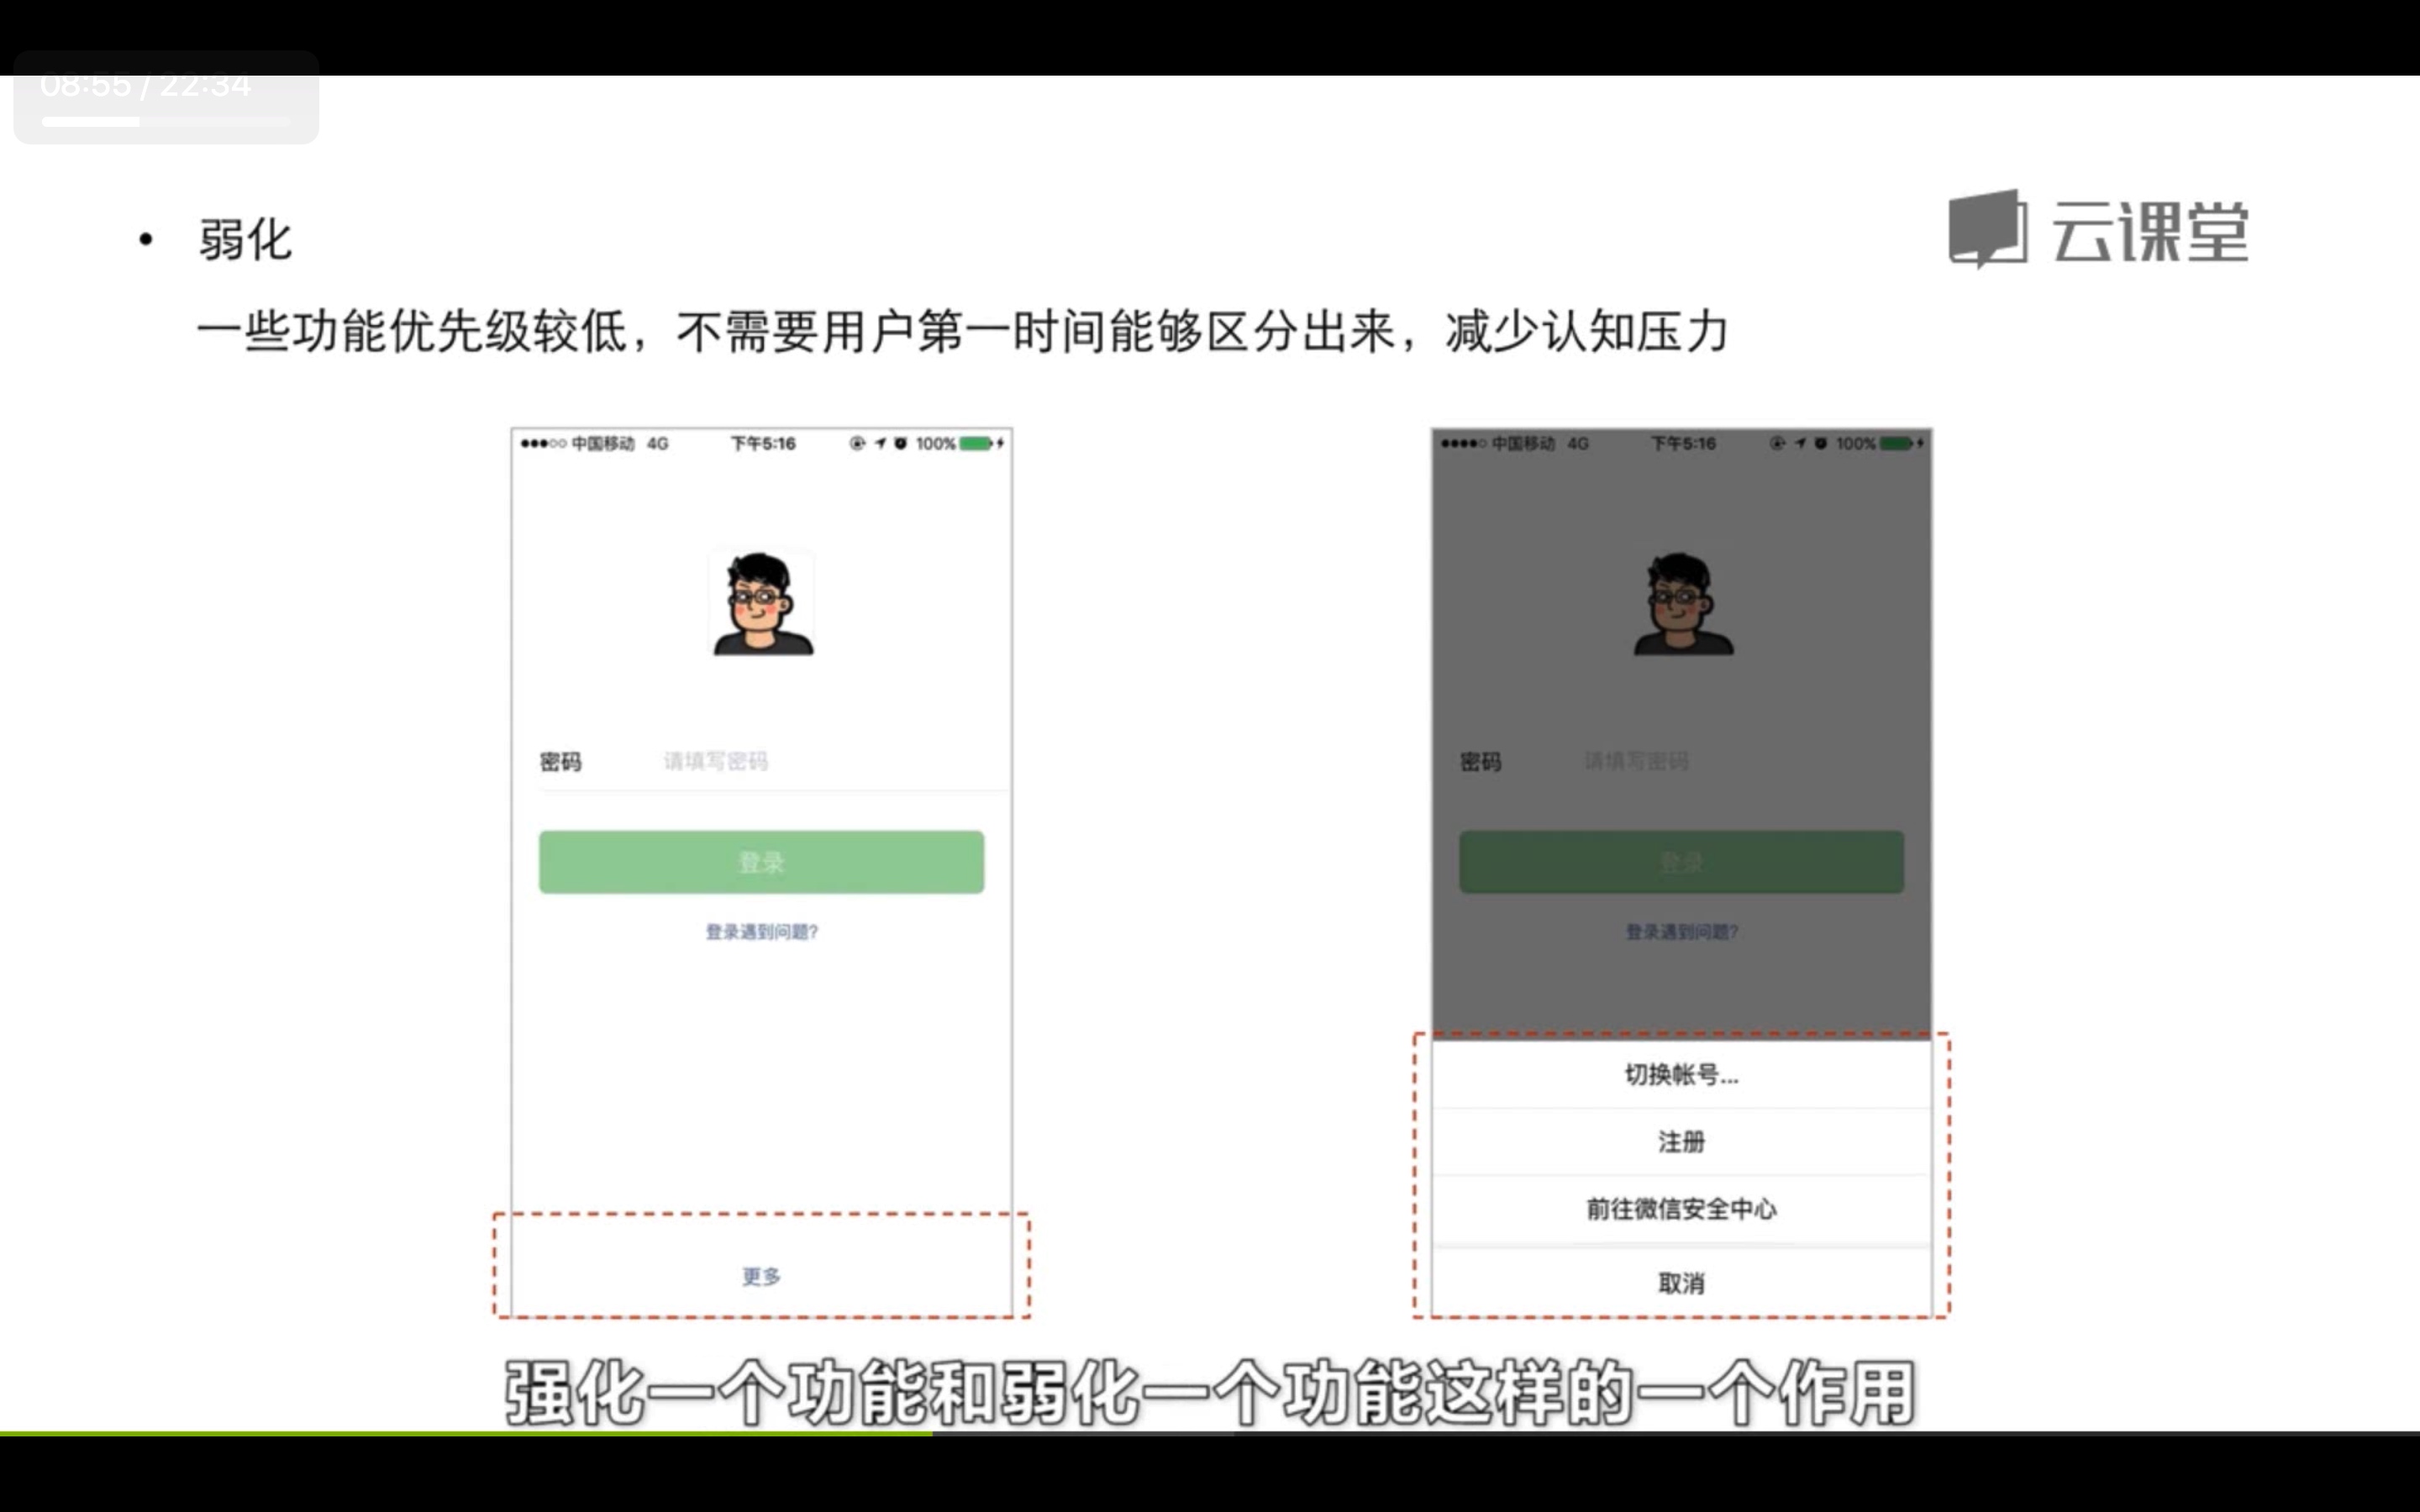 08:55 / 22:34
• 弱化
云课堂
一些功能优先级较低，不需要用户第一时间能够区分出来，减少认知压力
中国移动 4G 下午5:16 100%
密码 请填写密码
登录
登录遇到问题?
更多
中国移动 4G 下午5:16 100%
密码 请填写密码
登录
登录遇到问题?
切换帐号...
注册
前往微信安全中心
取消
强化一个功能和弱化一个功能这样的一个作用